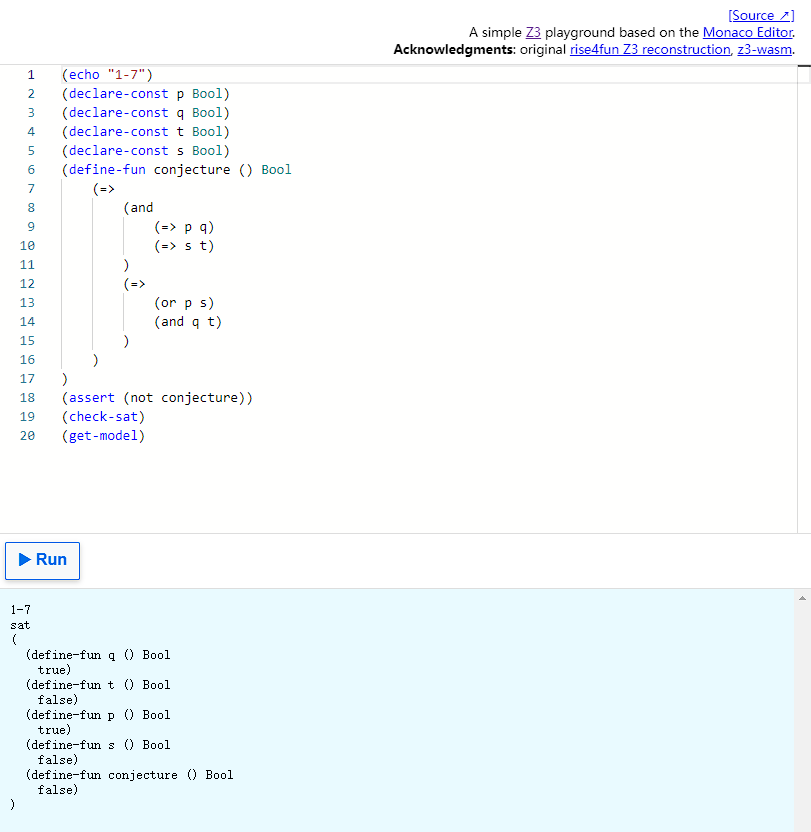 [Source ↗]
A simple Z3 playground based on the Monaco Editor.
Acknowledgments: original rise4fun Z3 reconstruction, z3-wasm.
1 (echo "1-7")
2 (declare-const p Bool)
3 (declare-const q Bool)
4 (declare-const t Bool)
5 (declare-const s Bool)
6 (define-fun conjecture () Bool
7     (=>
8         (and
9             (=> p q)
10             (=> s t)
11         )
12         (=>
13             (or p s)
14             (and q t)
15         )
16     )
17 )
18 (assert (not conjecture))
19 (check-sat)
20 (get-model)
▶ Run
1-7
sat
(
  (define-fun q () Bool
    true)
  (define-fun t () Bool
    false)
  (define-fun p () Bool
    true)
  (define-fun s () Bool
    false)
  (define-fun conjecture () Bool
    false)
)